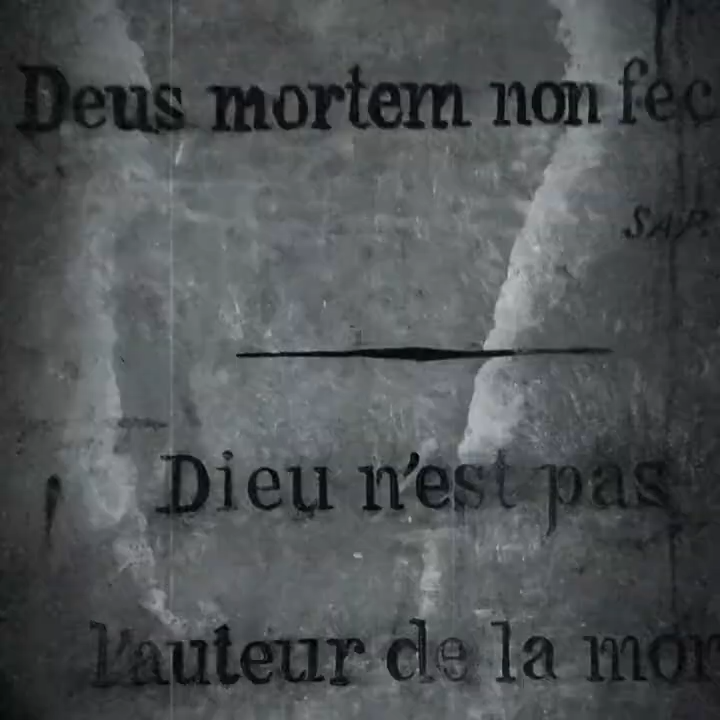 Deus mortem non fec
SAP.
Dieu n'est pas
l'auteur de la mor